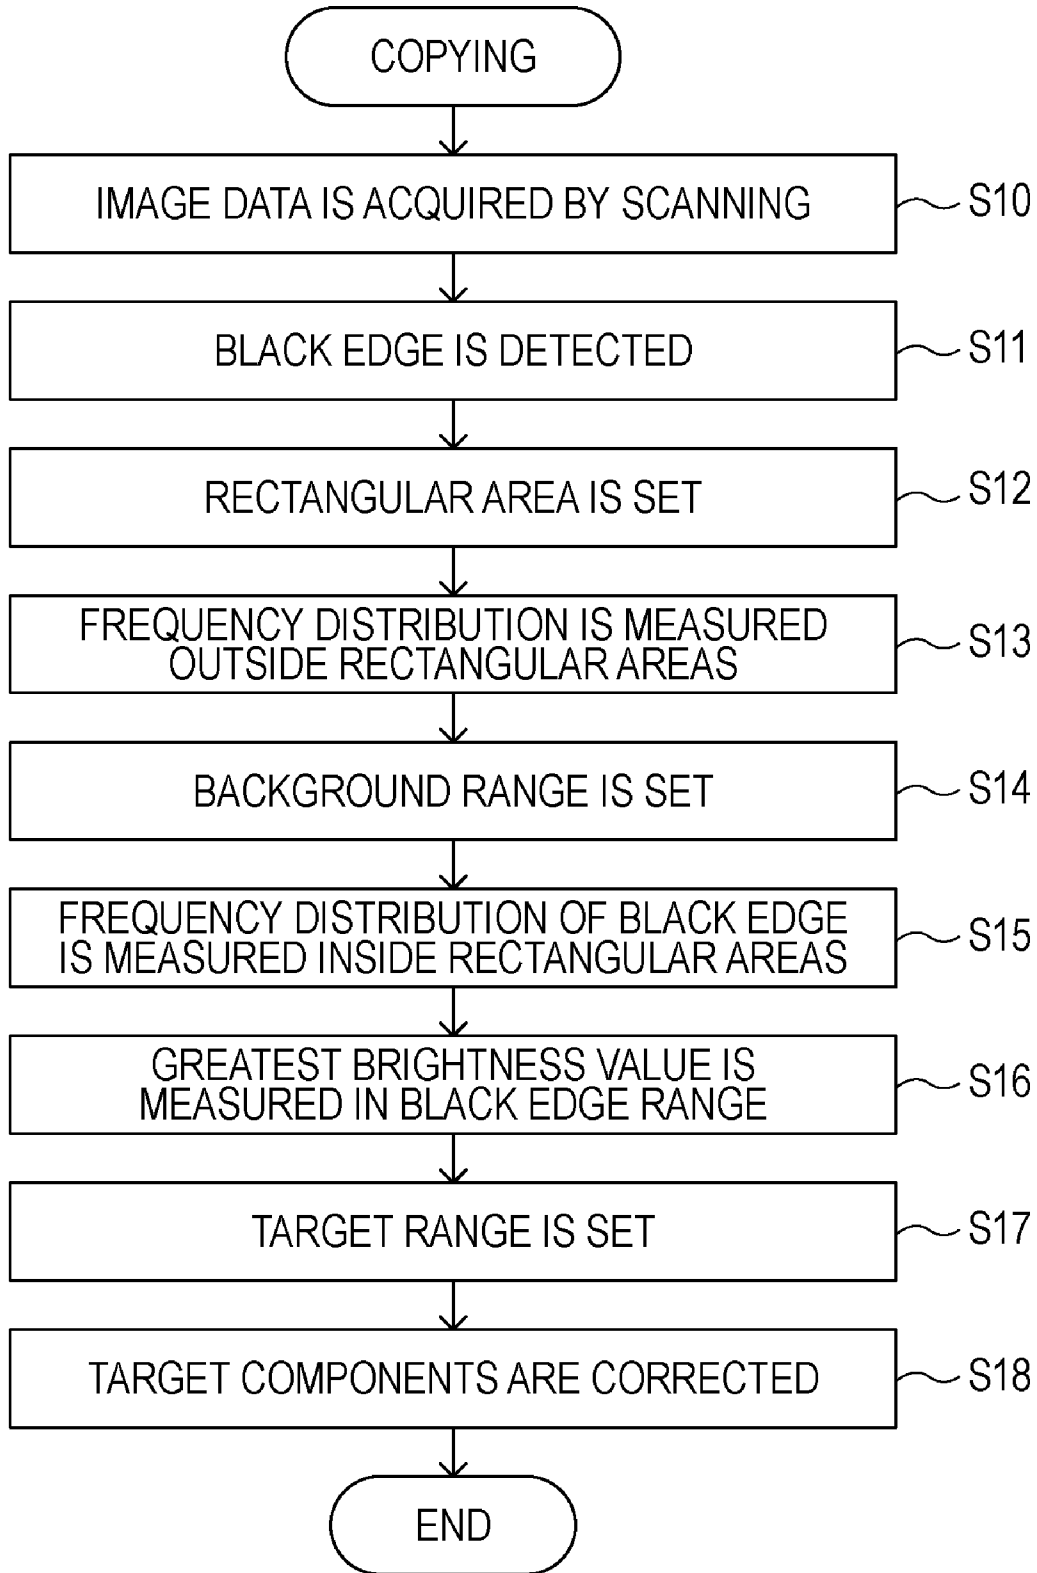 COPYING
IMAGE DATA IS ACQUIRED BY SCANNING
S10
BLACK EDGE IS DETECTED
S11
RECTANGULAR AREA IS SET
S12
FREQUENCY DISTRIBUTION IS MEASURED
OUTSIDE RECTANGULAR AREAS
S13
BACKGROUND RANGE IS SET
S14
FREQUENCY DISTRIBUTION OF BLACK EDGE
IS MEASURED INSIDE RECTANGULAR AREAS
S15
GREATEST BRIGHTNESS VALUE IS
MEASURED IN BLACK EDGE RANGE
S16
TARGET RANGE IS SET
S17
TARGET COMPONENTS ARE CORRECTED
S18
END